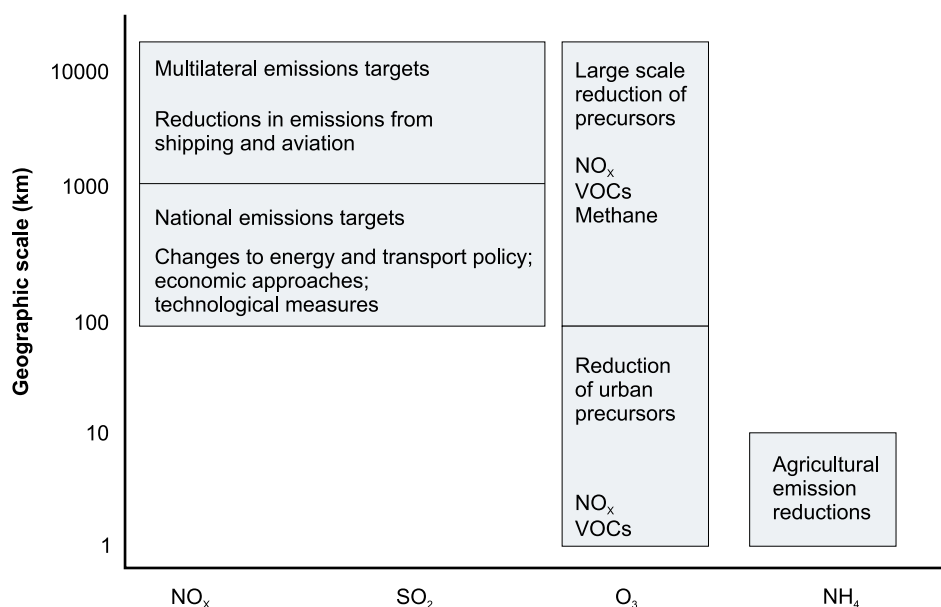 Geographic scale (km)
10000
1000
100
10
1
Multilateral emissions targets
Reductions in emissions from
shipping and aviation
National emissions targets
Changes to energy and transport policy;
economic approaches;
technological measures
Large scale
reduction of
precursors
NOₓ
VOCs
Methane
Reduction
of urban
precursors
NOₓ
VOCs
Agricultural
emission
reductions
NOₓ
SO₂
O₃
NH₄